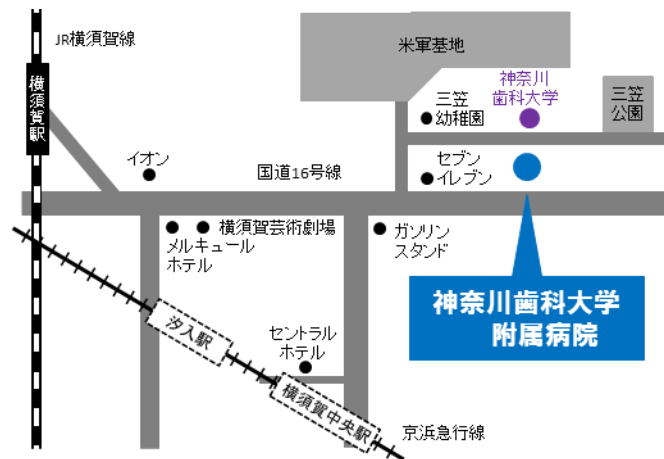 JR横須賀線
米軍基地
神奈川
歯科大学
横須賀駅
三笠
幼稚園
三笠
公園
イオン
国道16号線
セブン
イレブン
横須賀芸術劇場
メルキュール
ホテル
ガソリン
スタンド
神奈川歯科大学
附属病院
汐入駅
セントラル
ホテル
横須賀中央駅
京浜急行線